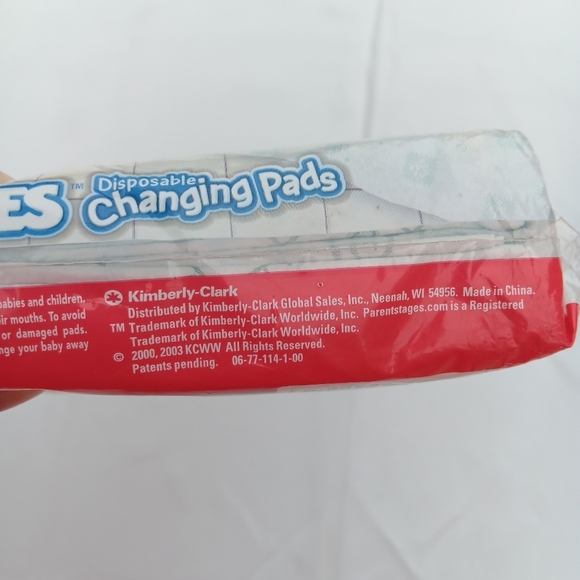 ES™ Disposable
Changing Pads
abies and children.
ir mouths. To avoid
or damaged pads.
nge your baby away
Kimberly-Clark
Distributed by Kimberly-Clark Global Sales, Inc., Neenah, WI 54956. Made in China.
TM Trademark of Kimberly-Clark Worldwide, Inc. Parentstages.com is a Registered
Trademark of Kimberly-Clark Worldwide, Inc.
© 2000, 2003 KCWW All Rights Reserved.
Patents pending. 06-77-114-1-00